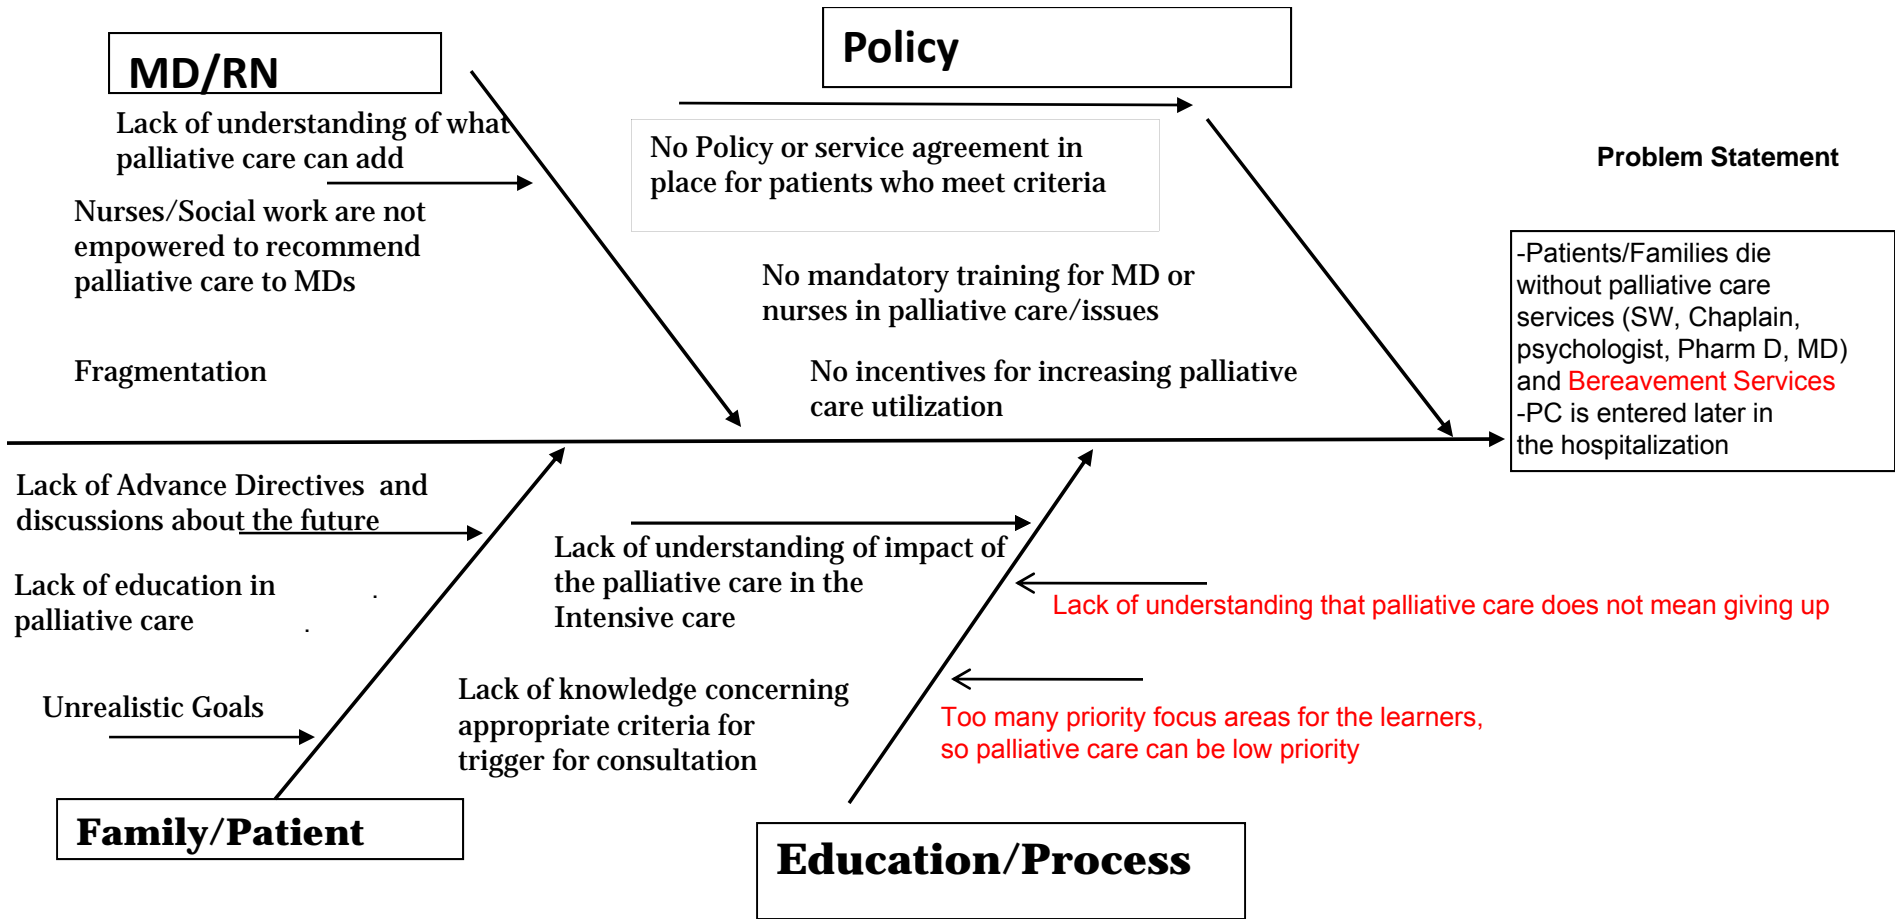 MD/RN
Lack of understanding of what
palliative care can add
Nurses/Social work are not
empowered to recommend
palliative care to MDs
Fragmentation
Policy
No Policy or service agreement in
place for patients who meet criteria
No mandatory training for MD or
nurses in palliative care/issues
No incentives for increasing palliative
care utilization
Problem Statement
-Patients/Families die
without palliative care
services (SW, Chaplain,
psychologist, Pharm D, MD)
and Bereavement Services
-PC is entered later in
the hospitalization
Lack of Advance Directives and
discussions about the future
Lack of education in
palliative care
Unrealistic Goals
Family/Patient
Lack of understanding of impact of
the palliative care in the
Intensive care
Lack of knowledge concerning
appropriate criteria for
trigger for consultation
Lack of understanding that palliative care does not mean giving up
Too many priority focus areas for the learners,
so palliative care can be low priority
Education/Process